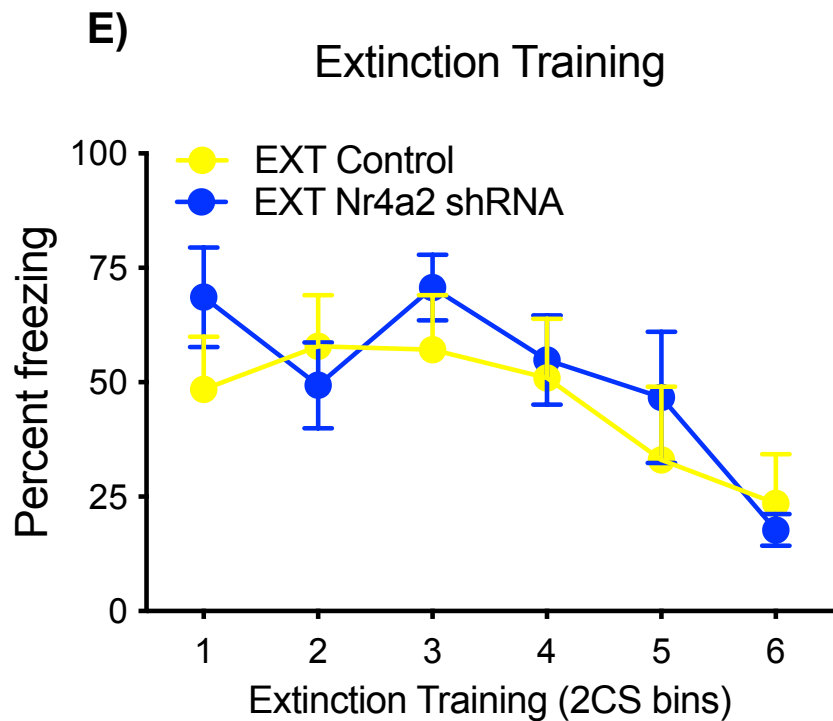 E)
Extinction Training
EXT Control
EXT Nr4a2 shRNA
Percent freezing
100
75
50
25
0
1 2 3 4 5 6
Extinction Training (2CS bins)